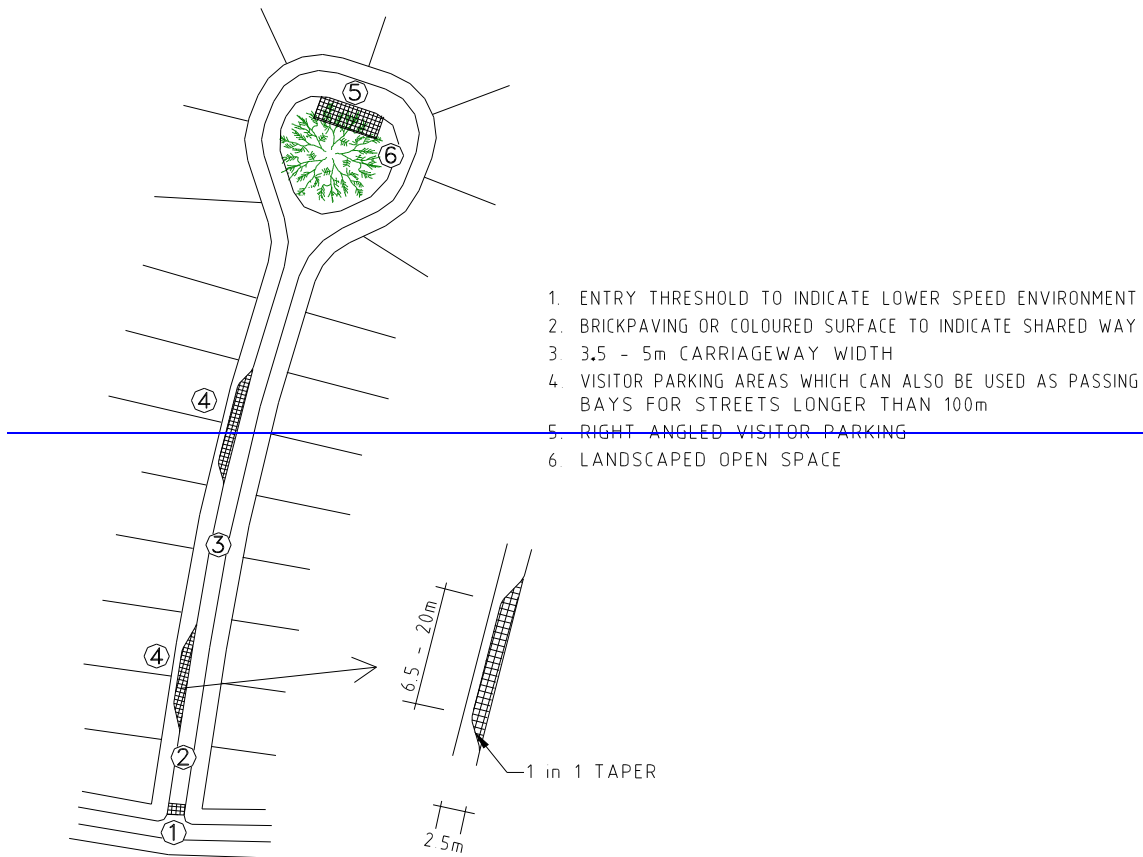 5
6
1. ENTRY THRESHOLD TO INDICATE LOWER SPEED ENVIRONMENT
2. BRICKPAVING OR COLOURED SURFACE TO INDICATE SHARED WAY
3. 3.5 - 5m CARRIAGEWAY WIDTH
4. VISITOR PARKING AREAS WHICH CAN ALSO BE USED AS PASSING
BAYS FOR STREETS LONGER THAN 100m
5. RIGHT ANGLED VISITOR PARKING
6. LANDSCAPED OPEN SPACE
4
3
4
6.5 - 20m
2
1 in 1 TAPER
1
2.5m